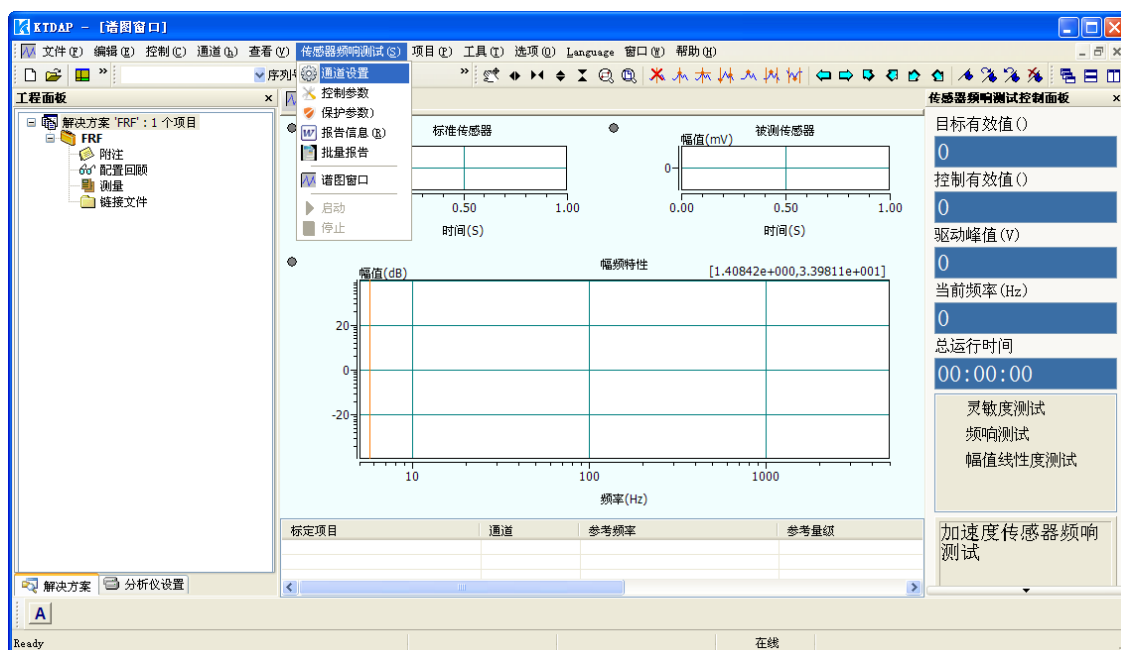 KTDAP - [谱图窗口]
文件(F) 编辑(E) 控制(C) 通道(h) 查看(V) 传感器频响测试(S) 项目(P) 工具(T) 选项(O) Language 窗口(W) 帮助(H)
序列号
通道设置
控制参数
保护参数)
报告信息(R)
批量报告
谱图窗口
启动
停止
工程面板
解决方案 'FRF' : 1 个项目
FRF
附注
配置回顾
测量
链接文件
解决方案
分析仪设置
标准传感器
0.50
1.00
时间(S)
被测传感器
幅值(mV)
0
0.00
0.50
1.00
时间(S)
幅频特性
幅值(dB)
[1.40842e+000,3.39811e+001]
20
0
-20
10
100
1000
频率(Hz)
标定项目
通道
参考频率
参考量级
传感器频响测试控制面板
目标有效值()
0
控制有效值()
0
驱动峰值(V)
0
当前频率(Hz)
0
总运行时间
00:00:00
灵敏度测试
频响测试
幅值线性度测试
加速度传感器频响
测试
A
Ready
在线